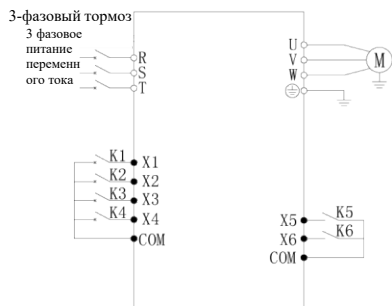 3-фазовый тормоз
3 фазовое
питание
переменн
ого тока
R
S
T
U
V
W
M
K1 X1
K2 X2
K3 X3
K4 X4
COM
X5 K5
X6 K6
COM